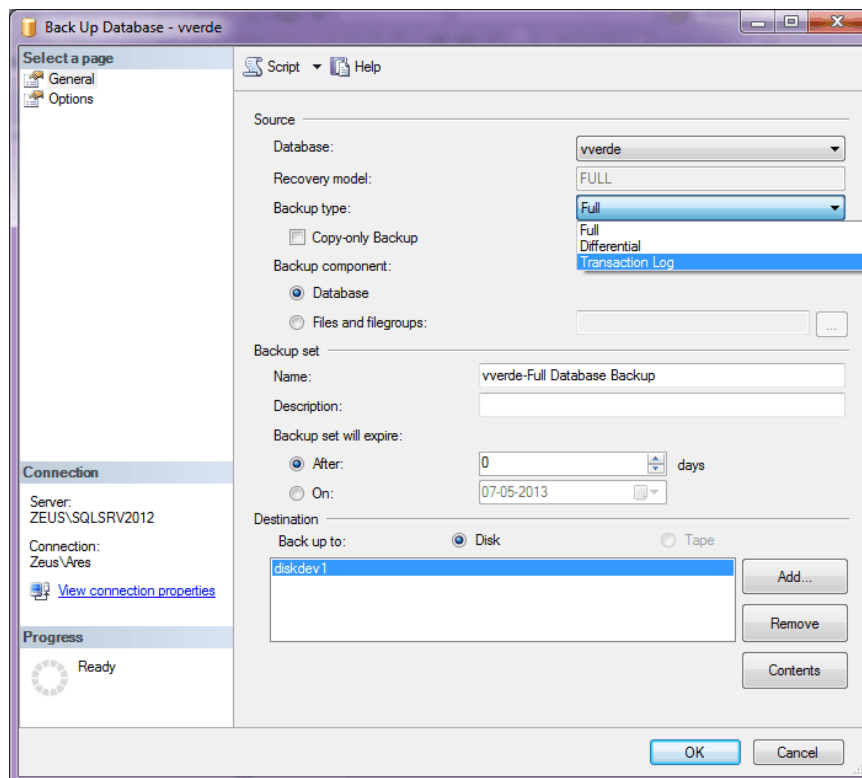 Back Up Database - vverde
Select a page
General
Options
Script Help
Source
Database: vverde
Recovery model: FULL
Backup type: Full
Full
Differential
Transaction Log
Copy-only Backup
Backup component:
Database
Files and filegroups: ...
Backup set
Name: vverde-Full Database Backup
Description:
Backup set will expire:
After: 0 days
On: 07-05-2013
Destination
Back up to: Disk Tape
diskdev1
Add...
Remove
Contents
Connection
Server:
ZEUS\SQLSRV2012
Connection:
Zeus\Ares
View connection properties
Progress
Ready
OK Cancel